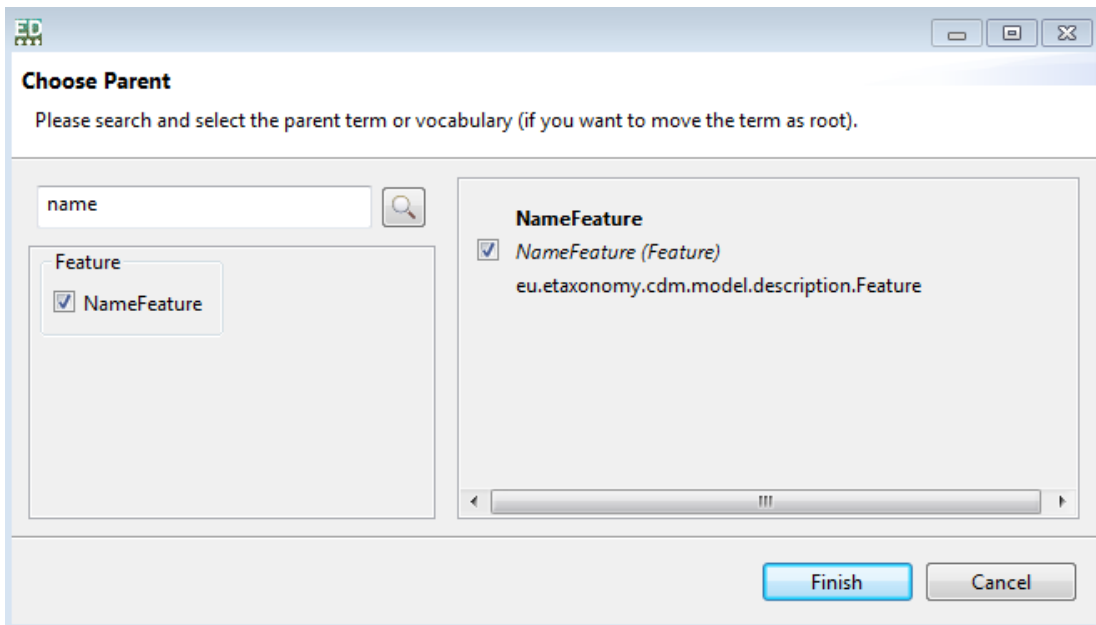 ED
Choose Parent
Please search and select the parent term or vocabulary (if you want to move the term as root).
name
Feature
NameFeature
NameFeature
NameFeature (Feature)
eu.etaxonomy.cdm.model.description.Feature
Finish
Cancel